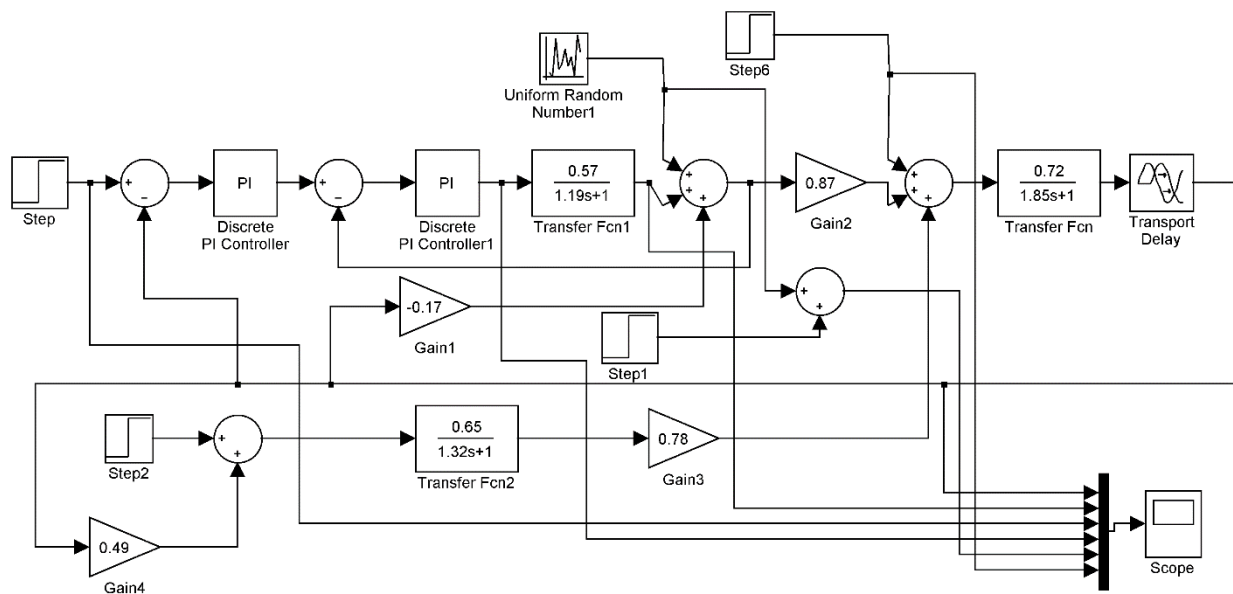 Step6
Uniform Random
Number1
Step
+
−
PI
Discrete
PI Controller
+
−
PI
Discrete
PI Controller1
0.57
1.19s+1
Transfer Fcn1
+
+
+
0.87
Gain2
+
+
+
0.72
1.85s+1
Transfer Fcn
Transport
Delay
-0.17
Gain1
+
+
Step1
Step2
+
+
0.65
1.32s+1
Transfer Fcn2
0.78
Gain3
0.49
Gain4
Scope